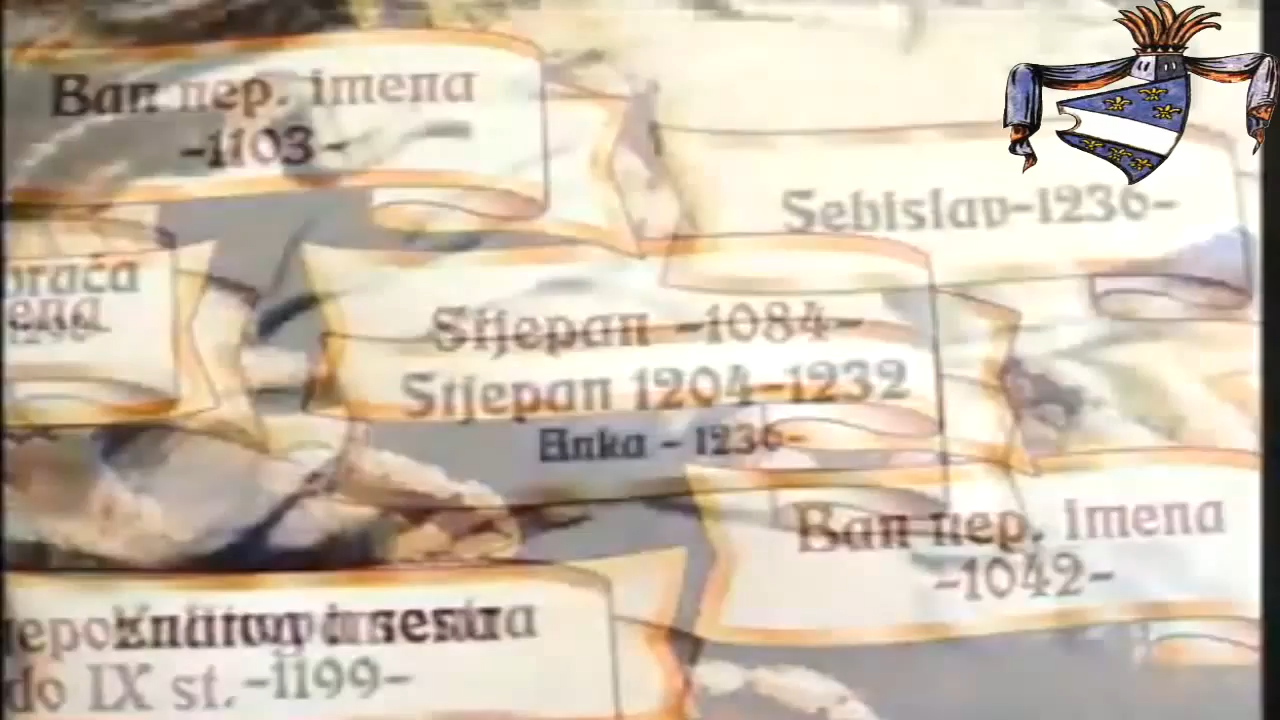 Ban nep. imena
-1103-
Sebislav-1236-
Stjepan -1084-
Stjepan 1204-1232
Anka - 1236-
Ban nep. imena
-1042-
sestra
do IX st.-1199-